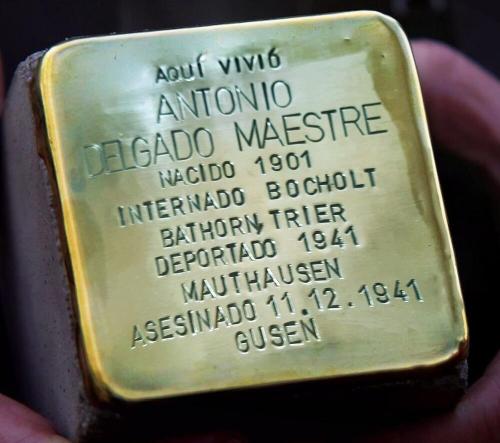 AQUÍ VIVIÓ
ANTONIO
DELGADO MAESTRE
NACIDO 1901
INTERNADO BOCHOLT
BATHORN, TRIER
DEPORTADO 1941
MAUTHAUSEN
ASESINADO 11.12.1941
GUSEN